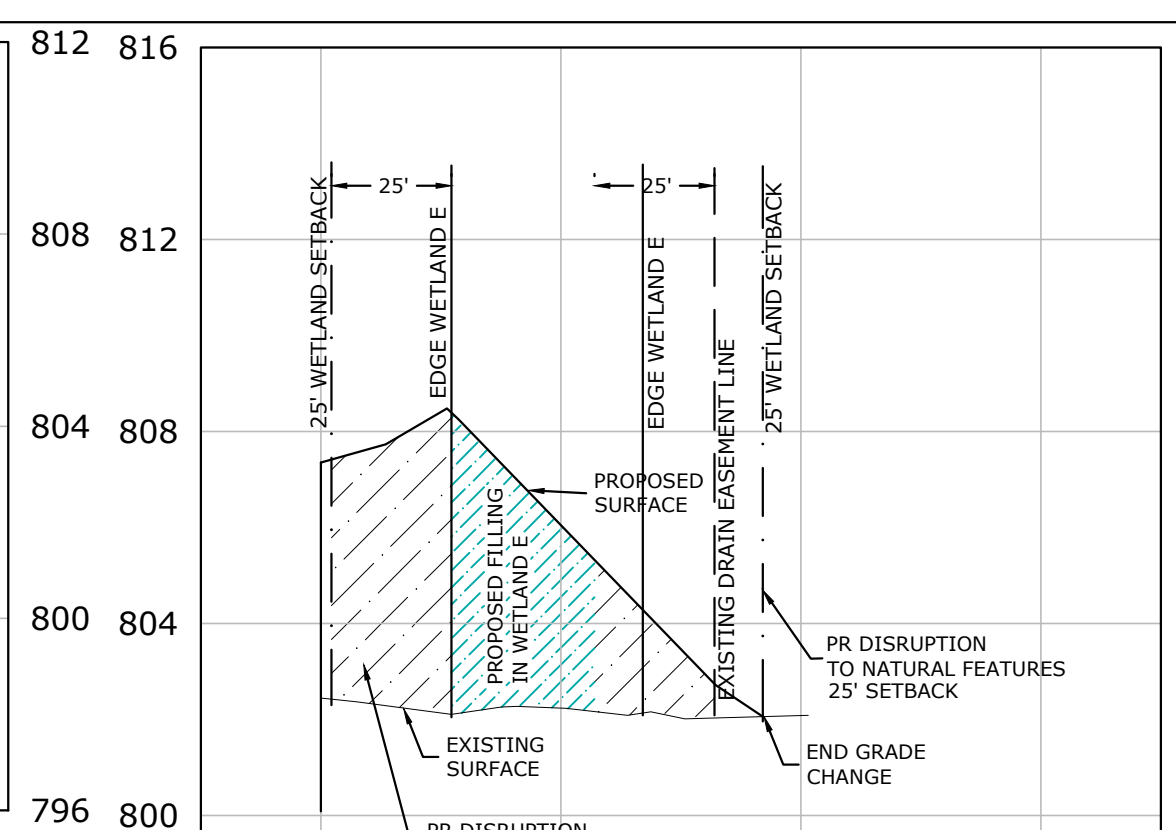 812
816
25'
25'
25' WETLAND SETBACK
EDGE WETLAND E
25' WETLAND SETBACK
808
812
EDGE WETLAND E
EXISTING DRAIN EASEMENT LINE
804
808
PROPOSED
SURFACE
PROPOSED FILLING
IN WETLAND E
800
804
PR DISRUPTION
TO NATURAL FEATURES
25' SETBACK
EXISTING
SURFACE
END GRADE
CHANGE
796
800
PR DISRUPTION